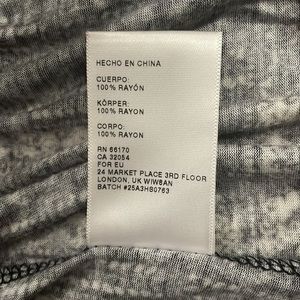 HECHO EN CHINA
CUERPO:
100% RAYON
KÖRPER:
100% RAYON
CORPO:
100% RAYON
RN 66170
CA 32054
FOR EU
24 MARKET PLACE 3RD FLOOR
LONDON, UK W1W8AN
BATCH #25A3H80763